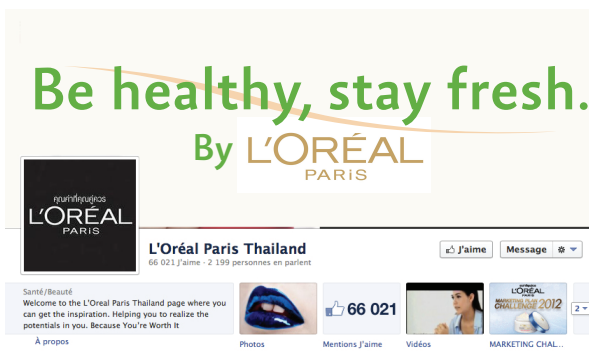 Be healthy, stay fresh.
By L'ORÉAL
PARiS
คุณค่าที่คุณคู่ควร
L'ORÉAL
PARiS
L'Oréal Paris Thailand
66 021 J'aime · 2 199 personnes en parlent
J'aime
Message
Santé/Beauté
Welcome to the L'Oreal Paris Thailand page where you
can get the inspiration. Helping you to realize the
potentials in you. Because You're Worth It
À propos
Photos
66 021
Mentions J'aime
Vidéos
L'ORÉAL
MARKETING PLAN
CHALLENGE 2012
MARKETING CHAL...
2